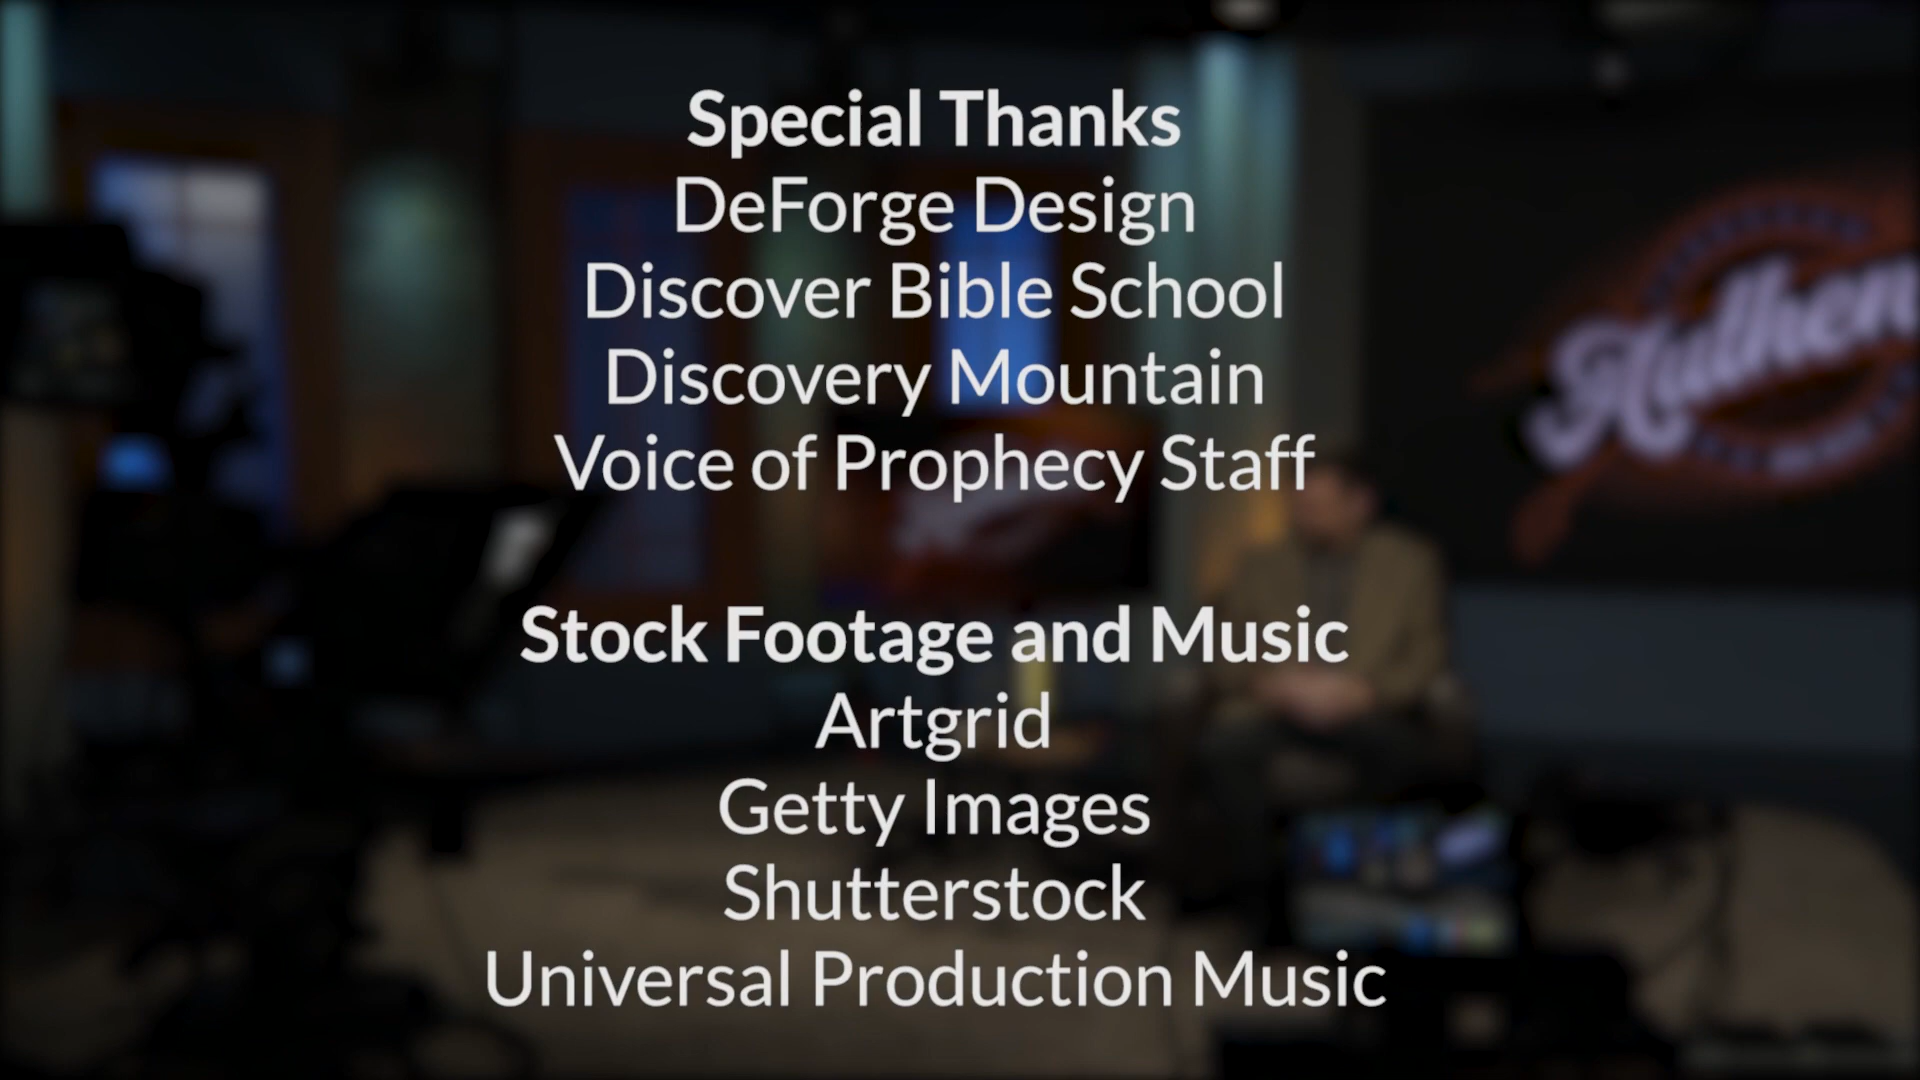 Special Thanks
DeForge Design
Discover Bible School
Discovery Mountain
Voice of Prophecy Staff
Stock Footage and Music
Artgrid
Getty Images
Shutterstock
Universal Production Music
Authen